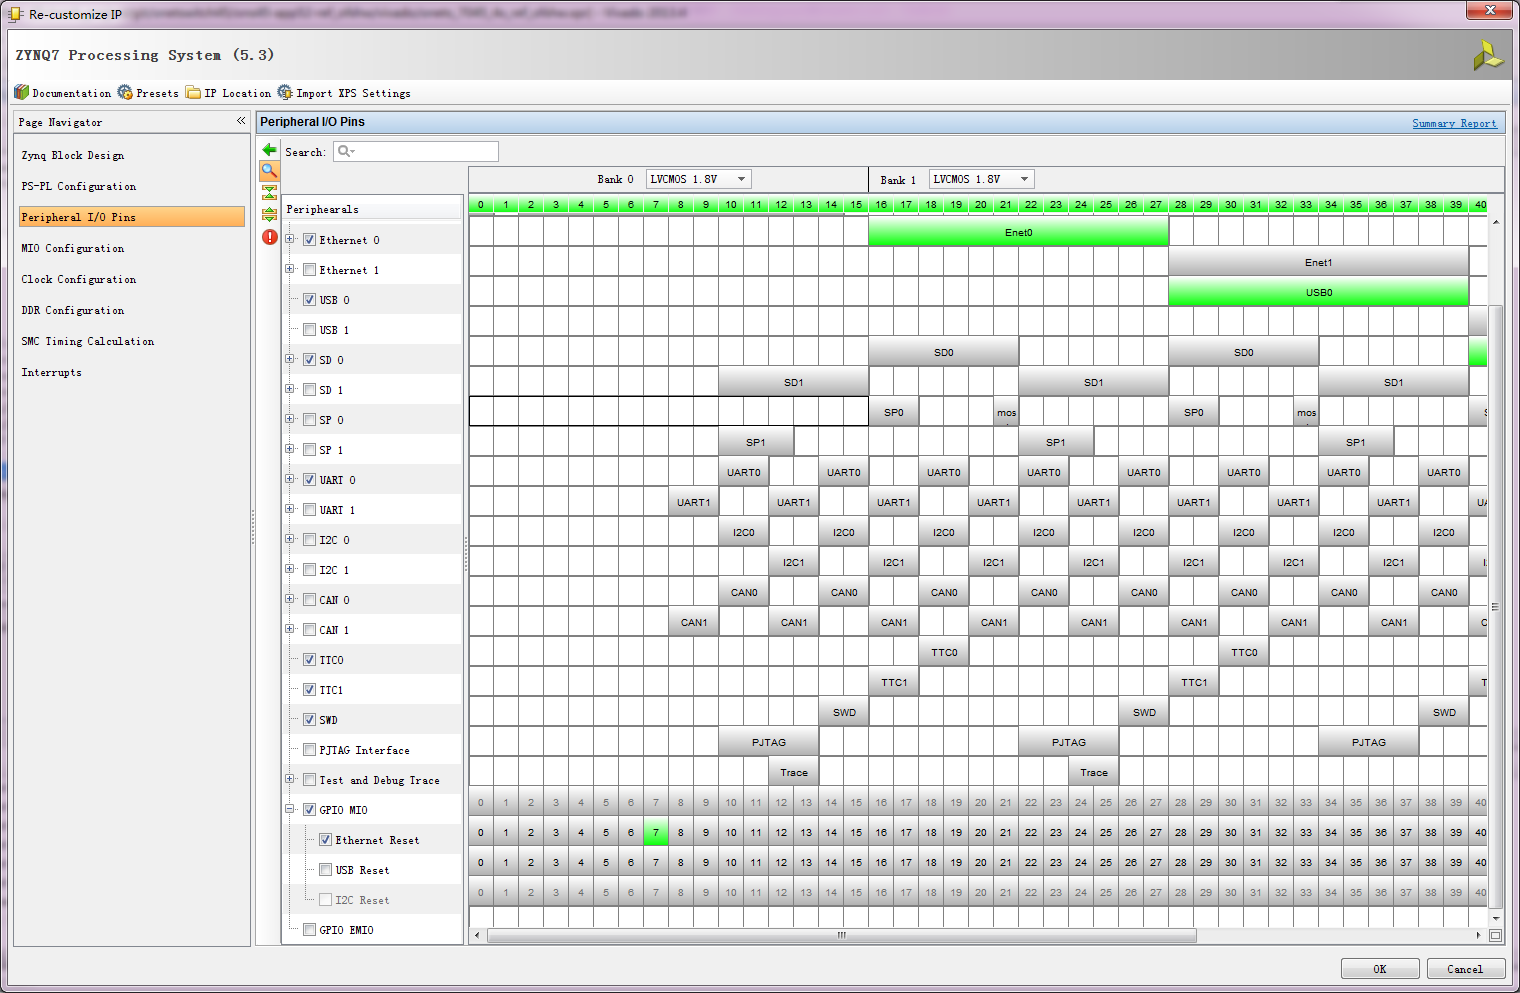 Re-customize IP
ZYNQ7 Processing System (5.3)
Documentation Presets IP Location Import XPS Settings
Page Navigator «
Zynq Block Design
PS-PL Configuration
Peripheral I/O Pins
MIO Configuration
Clock Configuration
DDR Configuration
SMC Timing Calculation
Interrupts
Peripheral I/O Pins Summary Report
Search:
Bank 0 LVCMOS 1.8V Bank 1 LVCMOS 1.8V
Periphearals 0 1 2 3 4 5 6 7 8 9 10 11 12 13 14 15 16 17 18 19 20 21 22 23 24 25 26 27 28 29 30 31 32 33 34 35 36 37 38 39 40
Ethernet 0 Enet0
Ethernet 1 Enet1
USB 0 USB0
USB 1
SD 0 SD0 SD0
SD 1 SD1 SD1 SD1
SP 0 SP0 mos SP0 mos
SP 1 SP1 SP1 SP1
UART 0 UART0 UART0 UART0 UART0 UART0 UART0 UART0 UART0
UART 1 UART1 UART1 UART1 UART1 UART1 UART1 UART1 UART1
I2C 0 I2C0 I2C0 I2C0 I2C0 I2C0 I2C0 I2C0 I2C0
I2C 1 I2C1 I2C1 I2C1 I2C1 I2C1 I2C1 I2C1
CAN 0 CAN0 CAN0 CAN0 CAN0 CAN0 CAN0 CAN0 CAN0
CAN 1 CAN1 CAN1 CAN1 CAN1 CAN1 CAN1 CAN1 CAN1
TTC0 TTC0 TTC0
TTC1 TTC1 TTC1
SWD SWD SWD SWD
PJTAG Interface PJTAG PJTAG PJTAG
Test and Debug Trace Trace Trace
GPIO MIO 0 1 2 3 4 5 6 7 8 9 10 11 12 13 14 15 16 17 18 19 20 21 22 23 24 25 26 27 28 29 30 31 32 33 34 35 36 37 38 39 40
Ethernet Reset 0 1 2 3 4 5 6 7 8 9 10 11 12 13 14 15 16 17 18 19 20 21 22 23 24 25 26 27 28 29 30 31 32 33 34 35 36 37 38 39 40
USB Reset 0 1 2 3 4 5 6 7 8 9 10 11 12 13 14 15 16 17 18 19 20 21 22 23 24 25 26 27 28 29 30 31 32 33 34 35 36 37 38 39 40
I2C Reset 0 1 2 3 4 5 6 7 8 9 10 11 12 13 14 15 16 17 18 19 20 21 22 23 24 25 26 27 28 29 30 31 32 33 34 35 36 37 38 39 40
GPIO EMIO
OK Cancel